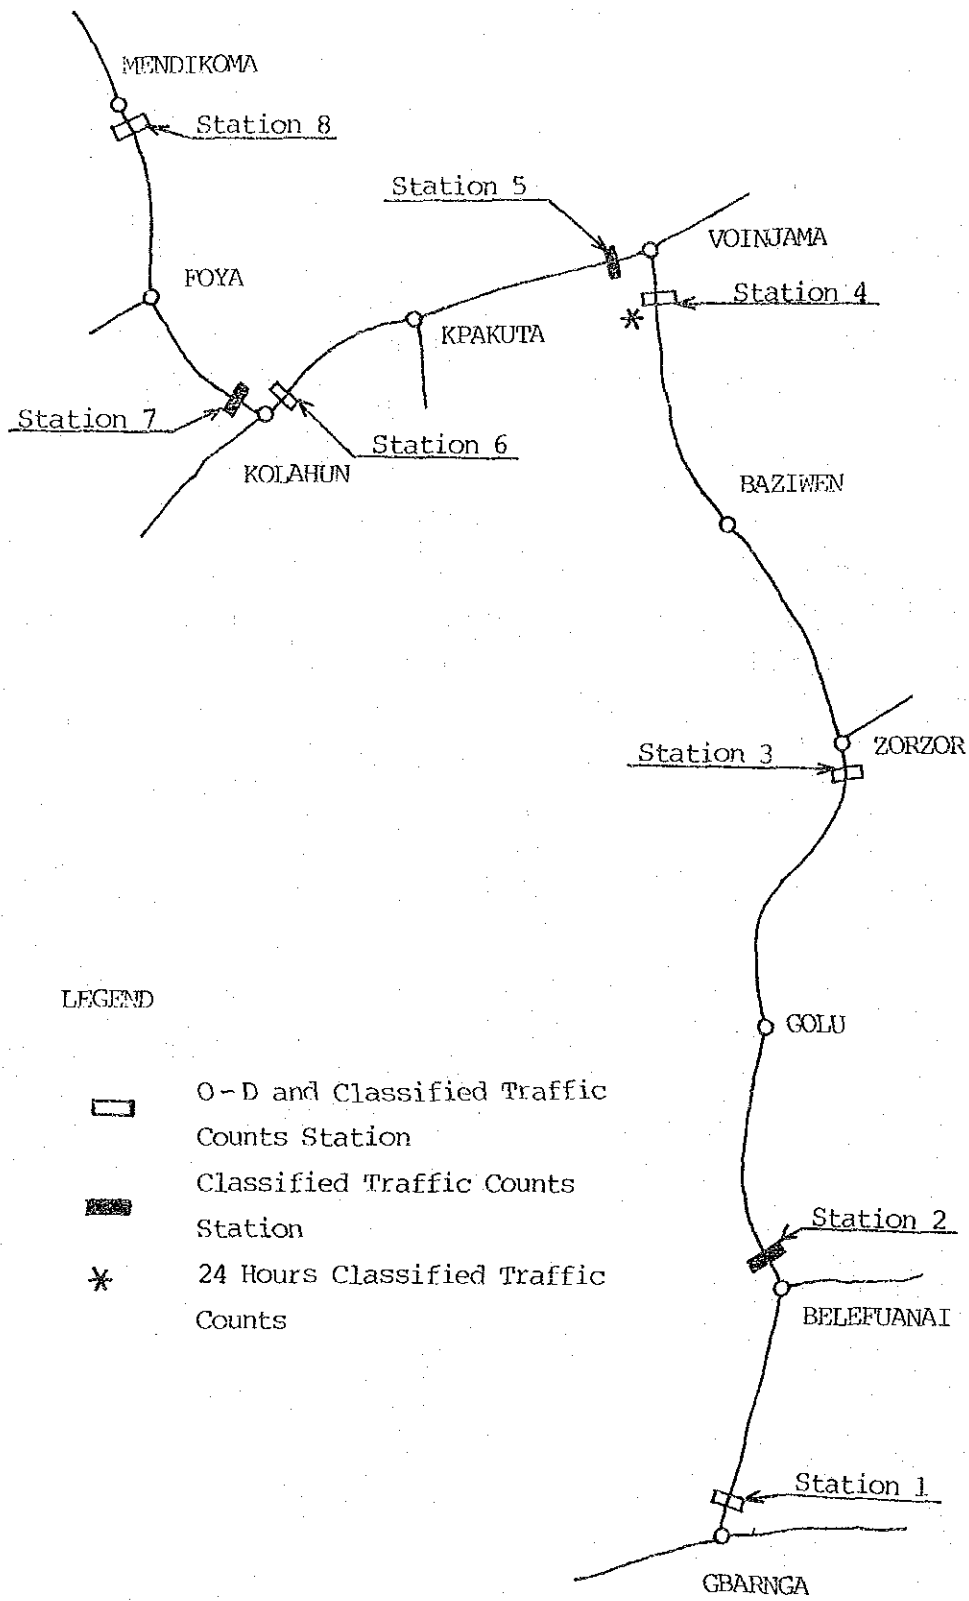 MENDIKOMA
Station 8
Station 5
VOINJAMA
FOYA
Station 4
KPAKUTA
Station 7
Station 6
KOLAHUN
BAZIWEN
Station 3
ZORZOR
LEGEND
GOLU
O-D and Classified Traffic
Counts Station
Classified Traffic Counts
Station
24 Hours Classified Traffic
Counts
Station 2
BELEFUANAI
Station 1
GBARNGA